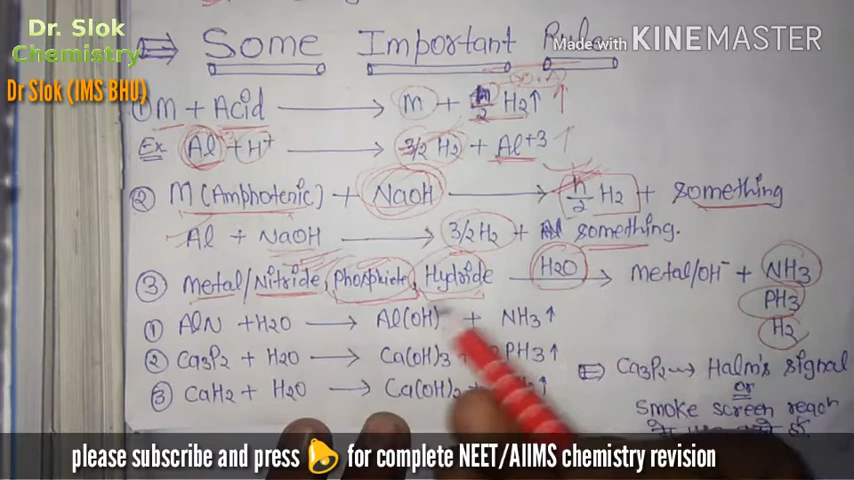 Dr. Slok
Chemistry
Dr Slok (IMS BHU)
Made with KINEMASTER
⇒ Some Important Rule
① M + Acid → M + n/2 H2↑ ↑
Ex Al + H+ → 3/2 H2 + Al+3 ↑
② M (Amphoteric) + NaOH → n/2 H2 + something
Al + NaOH → 3/2 H2 + something.
③ Metal/Nitride, Phosphide, Hydride H2O → Metal/OH- + NH3
PH3
H2
① AlN + H2O → Al(OH) + NH3↑
② Ca3P2 + H2O → Ca(OH)3 + PH3↑
③ CaH2 + H2O → Ca(OH)2 + ↑
⇒ Ca3P2 → Halm's signal
or
Smoke screen reach
please subscribe and press for complete NEET/AIIMS chemistry revision